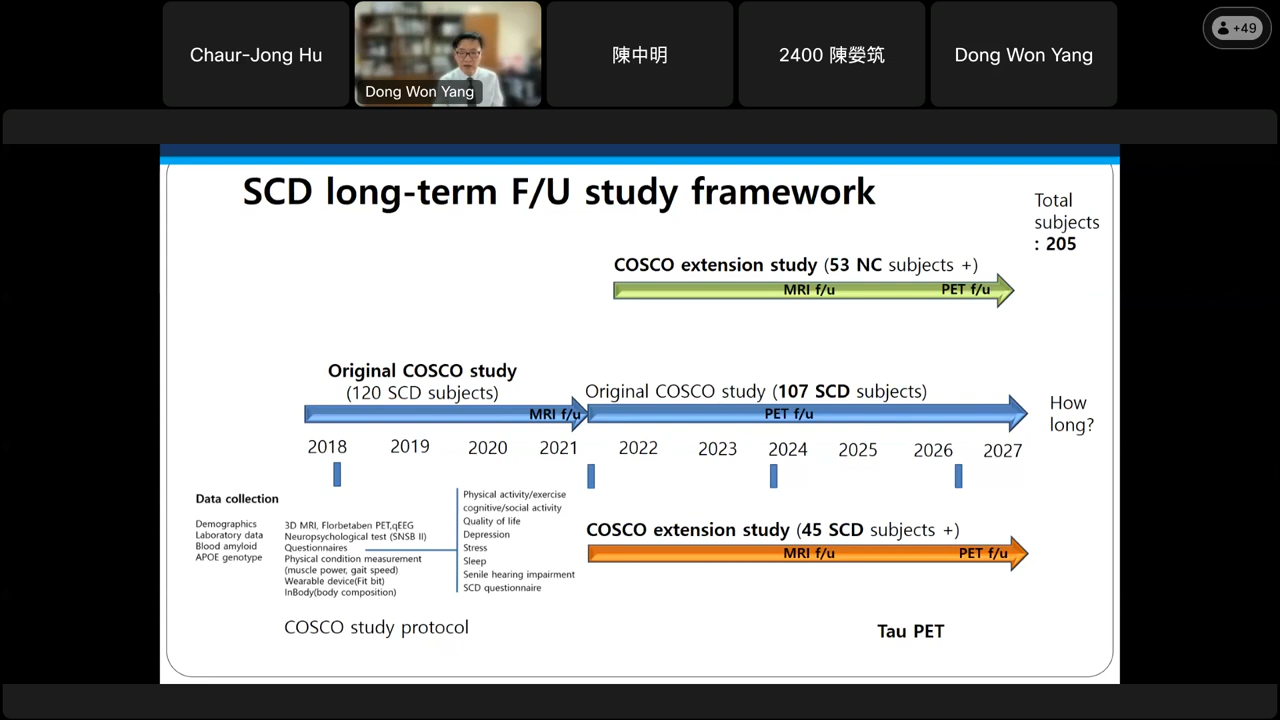 Chaur-Jong Hu
Dong Won Yang
陳中明
2400 陳嫈筑
Dong Won Yang
+49
SCD long-term F/U study framework
Total
subjects
: 205
COSCO extension study (53 NC subjects +)
MRI f/u
PET f/u
Original COSCO study
(120 SCD subjects)
Original COSCO study (107 SCD subjects)
MRI f/u
PET f/u
How
long?
2018
2019
2020
2021
2022
2023
2024
2025
2026
2027
Data collection
Demographics
Laboratory data
Blood amyloid
APOE genotype
3D MRI, Florbetaben PET,qEEG
Neuropsychological test (SNSB II)
Questionnaires
Physical condition measurement
(muscle power, gait speed)
Wearable device(Fit bit)
InBody(body composition)
Physical activity/exercise
cognitive/social activity
Quality of life
Depression
Stress
Sleep
Senile hearing impairment
SCD questionnaire
COSCO extension study (45 SCD subjects +)
MRI f/u
PET f/u
COSCO study protocol
Tau PET